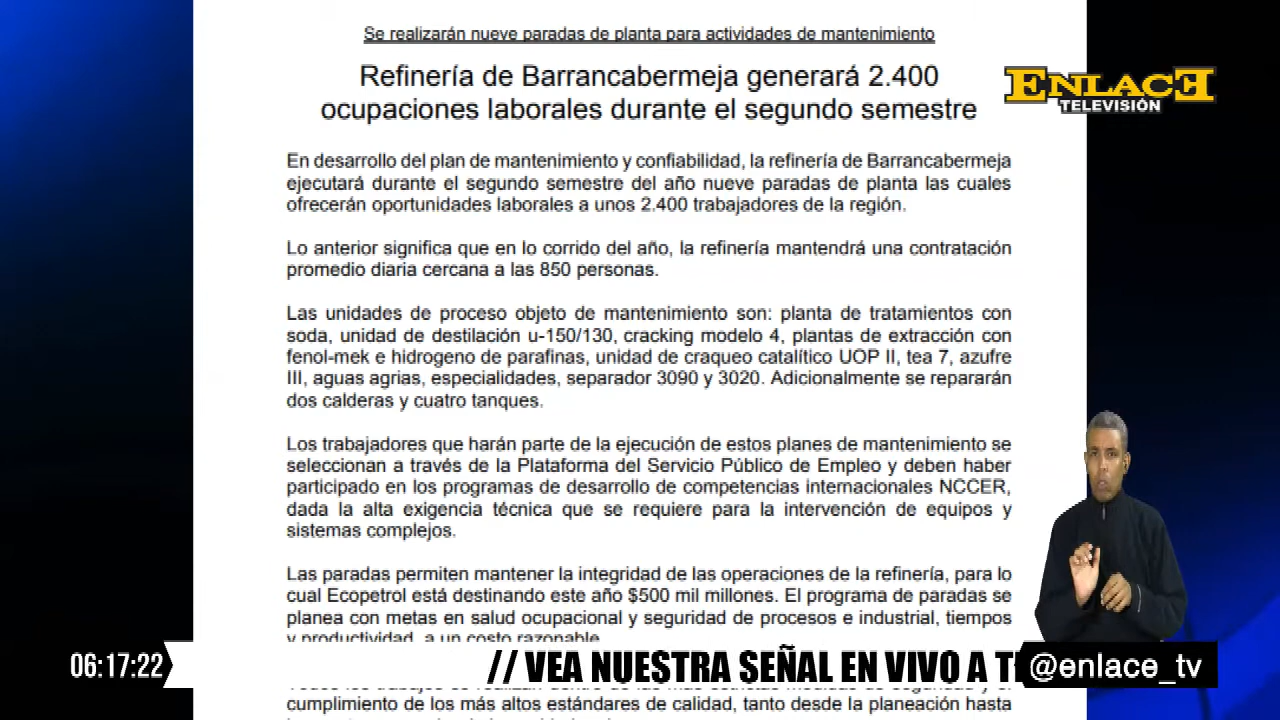 Se realizarán nueve paradas de planta para actividades de mantenimiento
Refinería de Barrancabermeja generará 2.400
ocupaciones laborales durante el segundo semestre
ENLACE
TELEVISIÓN
En desarrollo del plan de mantenimiento y confiabilidad, la refinería de Barrancabermeja
ejecutará durante el segundo semestre del año nueve paradas de planta las cuales
ofrecerán oportunidades laborales a unos 2.400 trabajadores de la región.
Lo anterior significa que en lo corrido del año, la refinería mantendrá una contratación
promedio diaria cercana a las 850 personas.
Las unidades de proceso objeto de mantenimiento son: planta de tratamientos con
soda, unidad de destilación u-150/130, cracking modelo 4, plantas de extracción con
fenol-mek e hidrogeno de parafinas, unidad de craqueo catalítico UOP II, tea 7, azufre
III, aguas agrias, especialidades, separador 3090 y 3020. Adicionalmente se repararán
dos calderas y cuatro tanques.
Los trabajadores que harán parte de la ejecución de estos planes de mantenimiento se
seleccionan a través de la Plataforma del Servicio Público de Empleo y deben haber
participado en los programas de desarrollo de competencias internacionales NCCER,
dada la alta exigencia técnica que se requiere para la intervención de equipos y
sistemas complejos.
Las paradas permiten mantener la integridad de las operaciones de la refinería, para lo
cual Ecopetrol está destinando este año $500 mil millones. El programa de paradas se
planea con metas en salud ocupacional y seguridad de procesos e industrial, tiempos
y productividad, a un costo razonable.
06:17:22
// VEA NUESTRA SEÑAL EN VIVO A
@enlace_tv
cumplimiento de los más altos estándares de calidad, tanto desde la planeación hasta